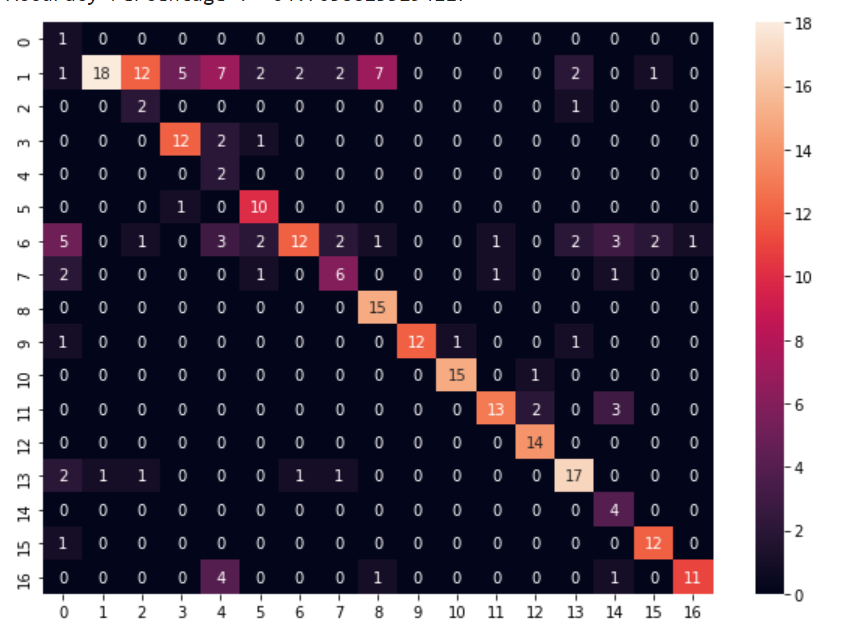 0 1 0 0 0 0 0 0 0 0 0 0 0 0 0 0 0 0 18
1 1 18 12 5 7 2 2 2 7 0 0 0 0 2 0 1 0 16
2 0 0 2 0 0 0 0 0 0 0 0 0 0 1 0 0 0
3 0 0 0 12 2 1 0 0 0 0 0 0 0 0 0 0 0 14
4 0 0 0 0 2 0 0 0 0 0 0 0 0 0 0 0 0
5 0 0 0 1 0 10 0 0 0 0 0 0 0 0 0 0 0 12
6 5 0 1 0 3 2 12 2 1 0 0 1 0 2 3 2 1
7 2 0 0 0 0 1 0 6 0 0 0 1 0 0 1 0 0 10
8 0 0 0 0 0 0 0 0 15 0 0 0 0 0 0 0 0
9 1 0 0 0 0 0 0 0 0 12 1 0 0 1 0 0 0 8
10 0 0 0 0 0 0 0 0 0 0 15 0 1 0 0 0 0
11 0 0 0 0 0 0 0 0 0 0 0 13 2 0 3 0 0 6
12 0 0 0 0 0 0 0 0 0 0 0 0 14 0 0 0 0
13 2 1 1 0 0 0 1 1 0 0 0 0 0 17 0 0 0 4
14 0 0 0 0 0 0 0 0 0 0 0 0 0 0 4 0 0
15 1 0 0 0 0 0 0 0 0 0 0 0 0 0 0 12 0 2
16 0 0 0 0 4 0 0 0 1 0 0 0 0 0 1 0 11 0
0 1 2 3 4 5 6 7 8 9 10 11 12 13 14 15 16